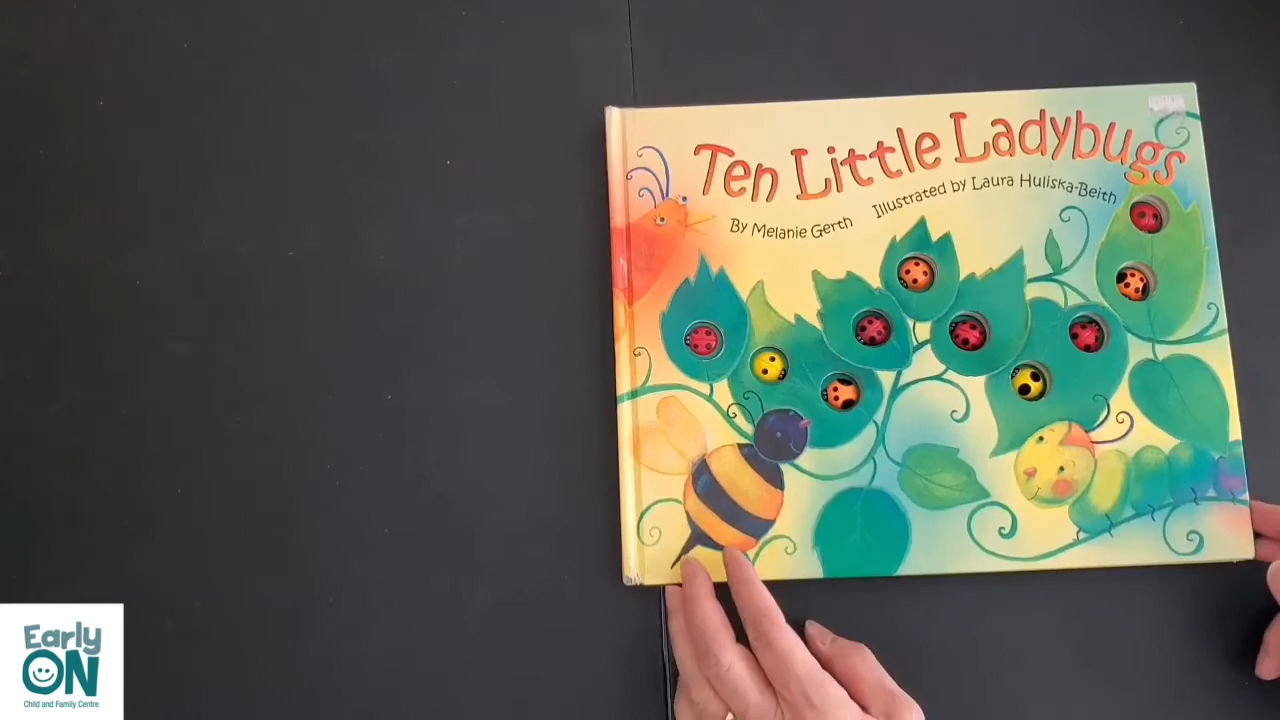 Ten Little Ladybugs
By Melanie Gerth Illustrated by Laura Huliska-Beith
Early
ON
Child and Family Centre